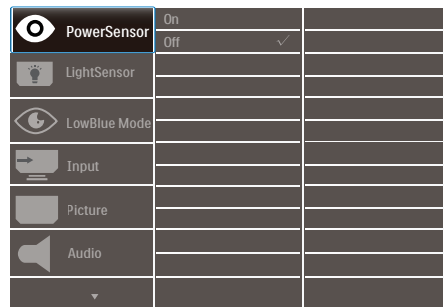 PowerSensor
On
Off
LightSensor
LowBlue Mode
Input
Picture
Audio